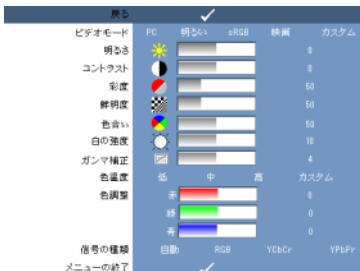 戻る
ビデオモード PC 明るい sRGB 映画 カスタム
明るさ 0
コントラスト 0
彩度 50
鮮明度 50
色合い 50
白の強度 10
ガンマ補正 4
色温度 低 中 高 カスタム
色調整 赤 0
緑 0
青 0
信号の種類 自動 RGB YCbCr YPbPr
メニューの終了